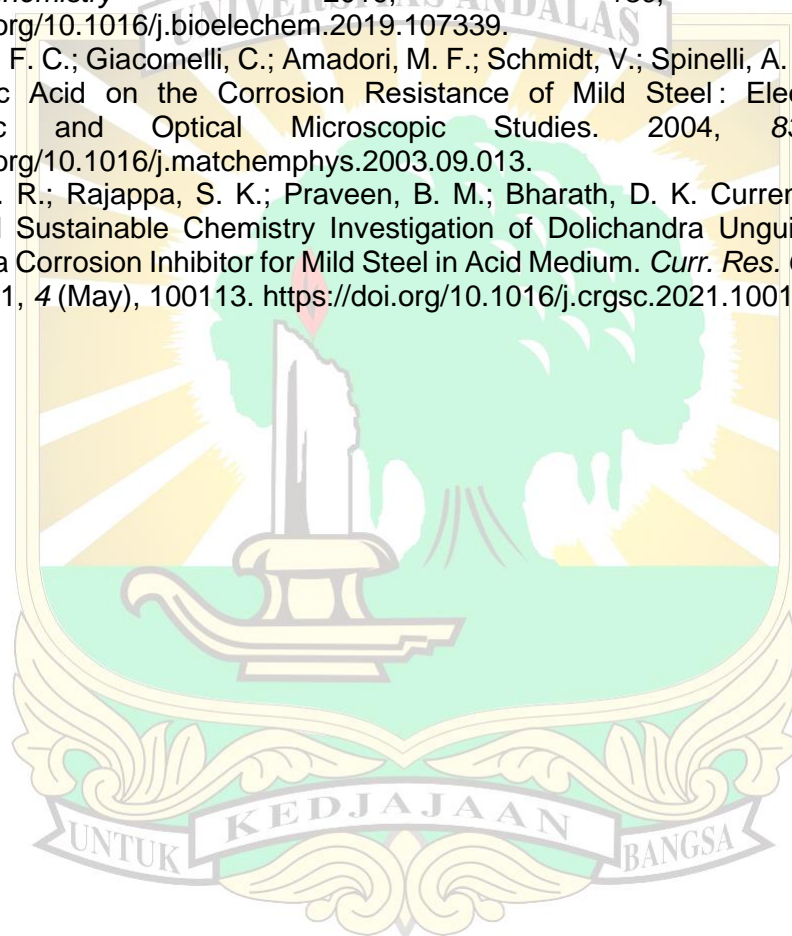 UNIVERSITAS ANDALAS
org/10.1016/j.bioelechem.2019.107339.
F. C.; Giacomelli, C.; Amadori, M. F.; Schmidt, V.; Spinelli, A.
c Acid on the Corrosion Resistance of Mild Steel : Elec
c and Optical Microscopic Studies. 2004, 83
org/10.1016/j.matchemphys.2003.09.013.
. R.; Rajappa, S. K.; Praveen, B. M.; Bharath, D. K. Curren
l Sustainable Chemistry Investigation of Dolichandra Ungui
a Corrosion Inhibitor for Mild Steel in Acid Medium. Curr. Res.
1, 4 (May), 100113. https://doi.org/10.1016/j.crgsc.2021.1001
UNTUK KEDJAJAAN BANGSA